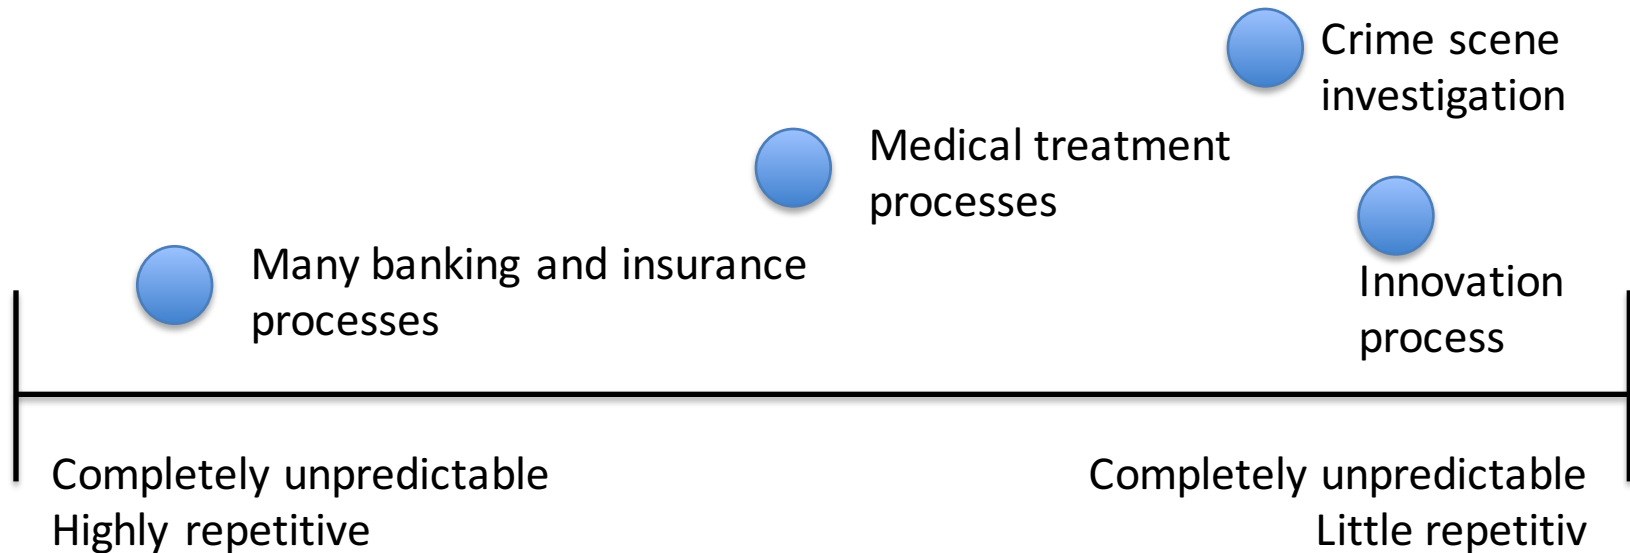 Crime scene
investigation
Medical treatment
processes
Many banking and insurance
processes
Innovation
process
Completely unpredictable
Highly repetitive
Completely unpredictable
Little repetitiv